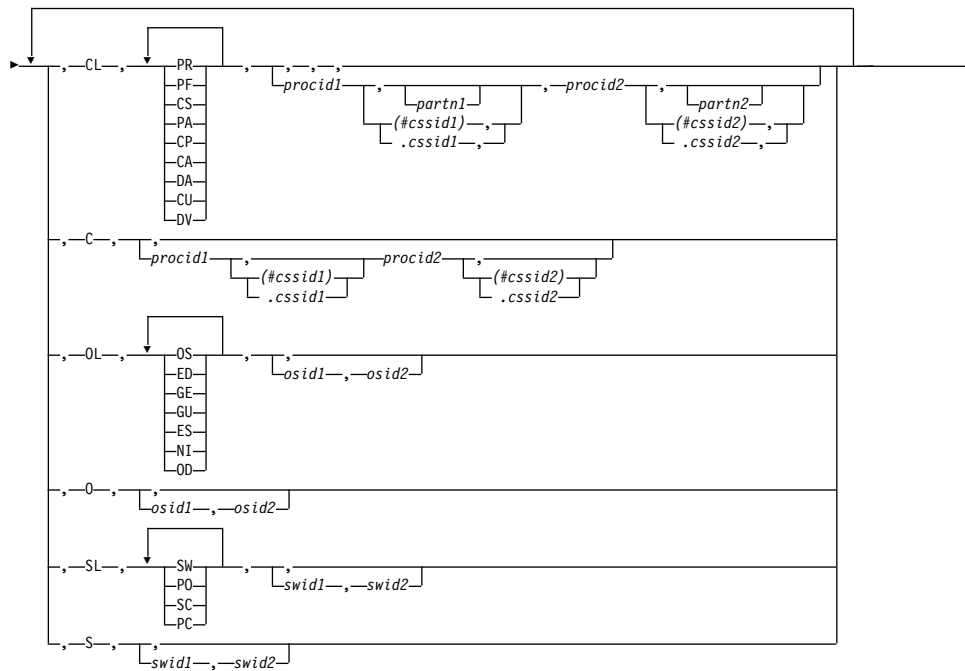 , CL , PR , , , ,
procid1 , partn1 , procid2 , partn2
PF
CS (#cssid1) , (#cssid2) ,
PA .cssid1 , .cssid2 ,
CP
CA
DA
CU
DV
, C , ,
procid1 , procid2 ,
(#cssid1) (#cssid2)
.cssid1 .cssid2
, OL , OS , ,
ED osid1 , osid2
GE
GU
ES
NI
OD
, O , ,
osid1 , osid2
, SL , SW , ,
PO swid1 , swid2
SC
PC
, S , ,
swid1 , swid2